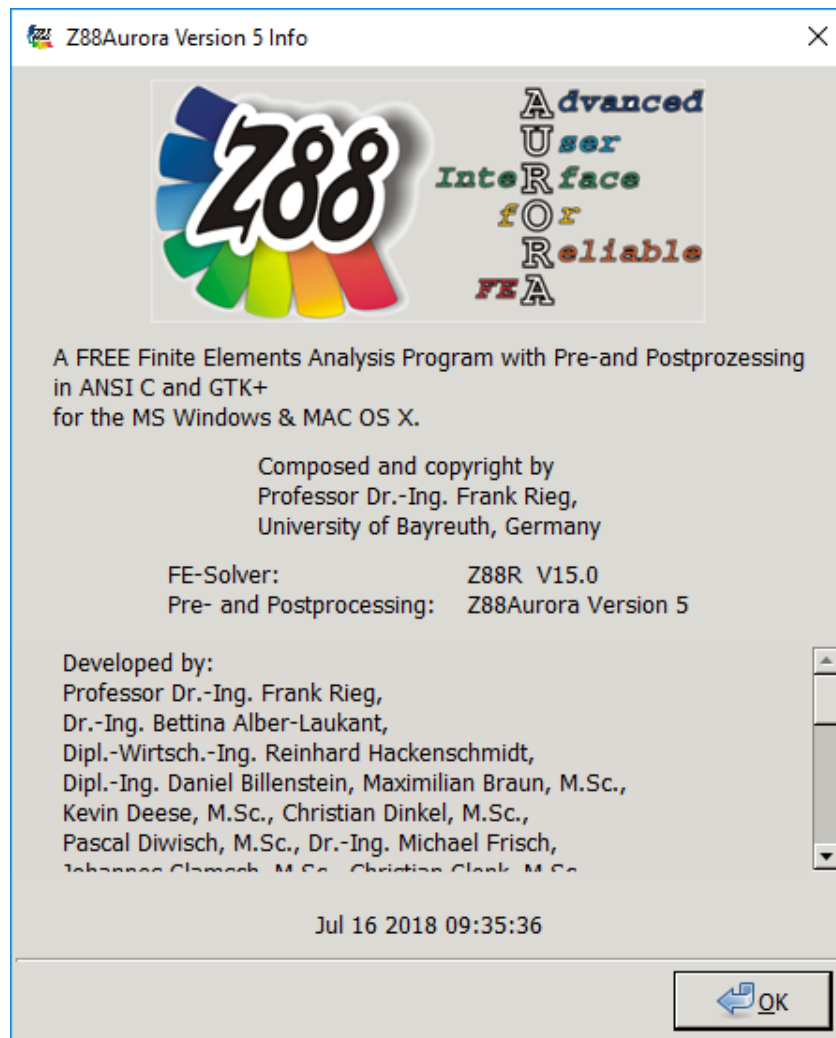 Z88Aurora Version 5 Info
Z88
Advanced
User
InteRface
fOr
Reliable
FEA
A FREE Finite Elements Analysis Program with Pre-and Postprozessing
in ANSI C and GTK+
for the MS Windows & MAC OS X.
Composed and copyright by
Professor Dr.-Ing. Frank Rieg,
University of Bayreuth, Germany
FE-Solver: Z88R V15.0
Pre- and Postprocessing: Z88Aurora Version 5
Developed by:
Professor Dr.-Ing. Frank Rieg,
Dr.-Ing. Bettina Alber-Laukant,
Dipl.-Wirtsch.-Ing. Reinhard Hackenschmidt,
Dipl.-Ing. Daniel Billenstein, Maximilian Braun, M.Sc.,
Kevin Deese, M.Sc., Christian Dinkel, M.Sc.,
Pascal Diwisch, M.Sc., Dr.-Ing. Michael Frisch,
Christian
Jul 16 2018 09:35:36
OK